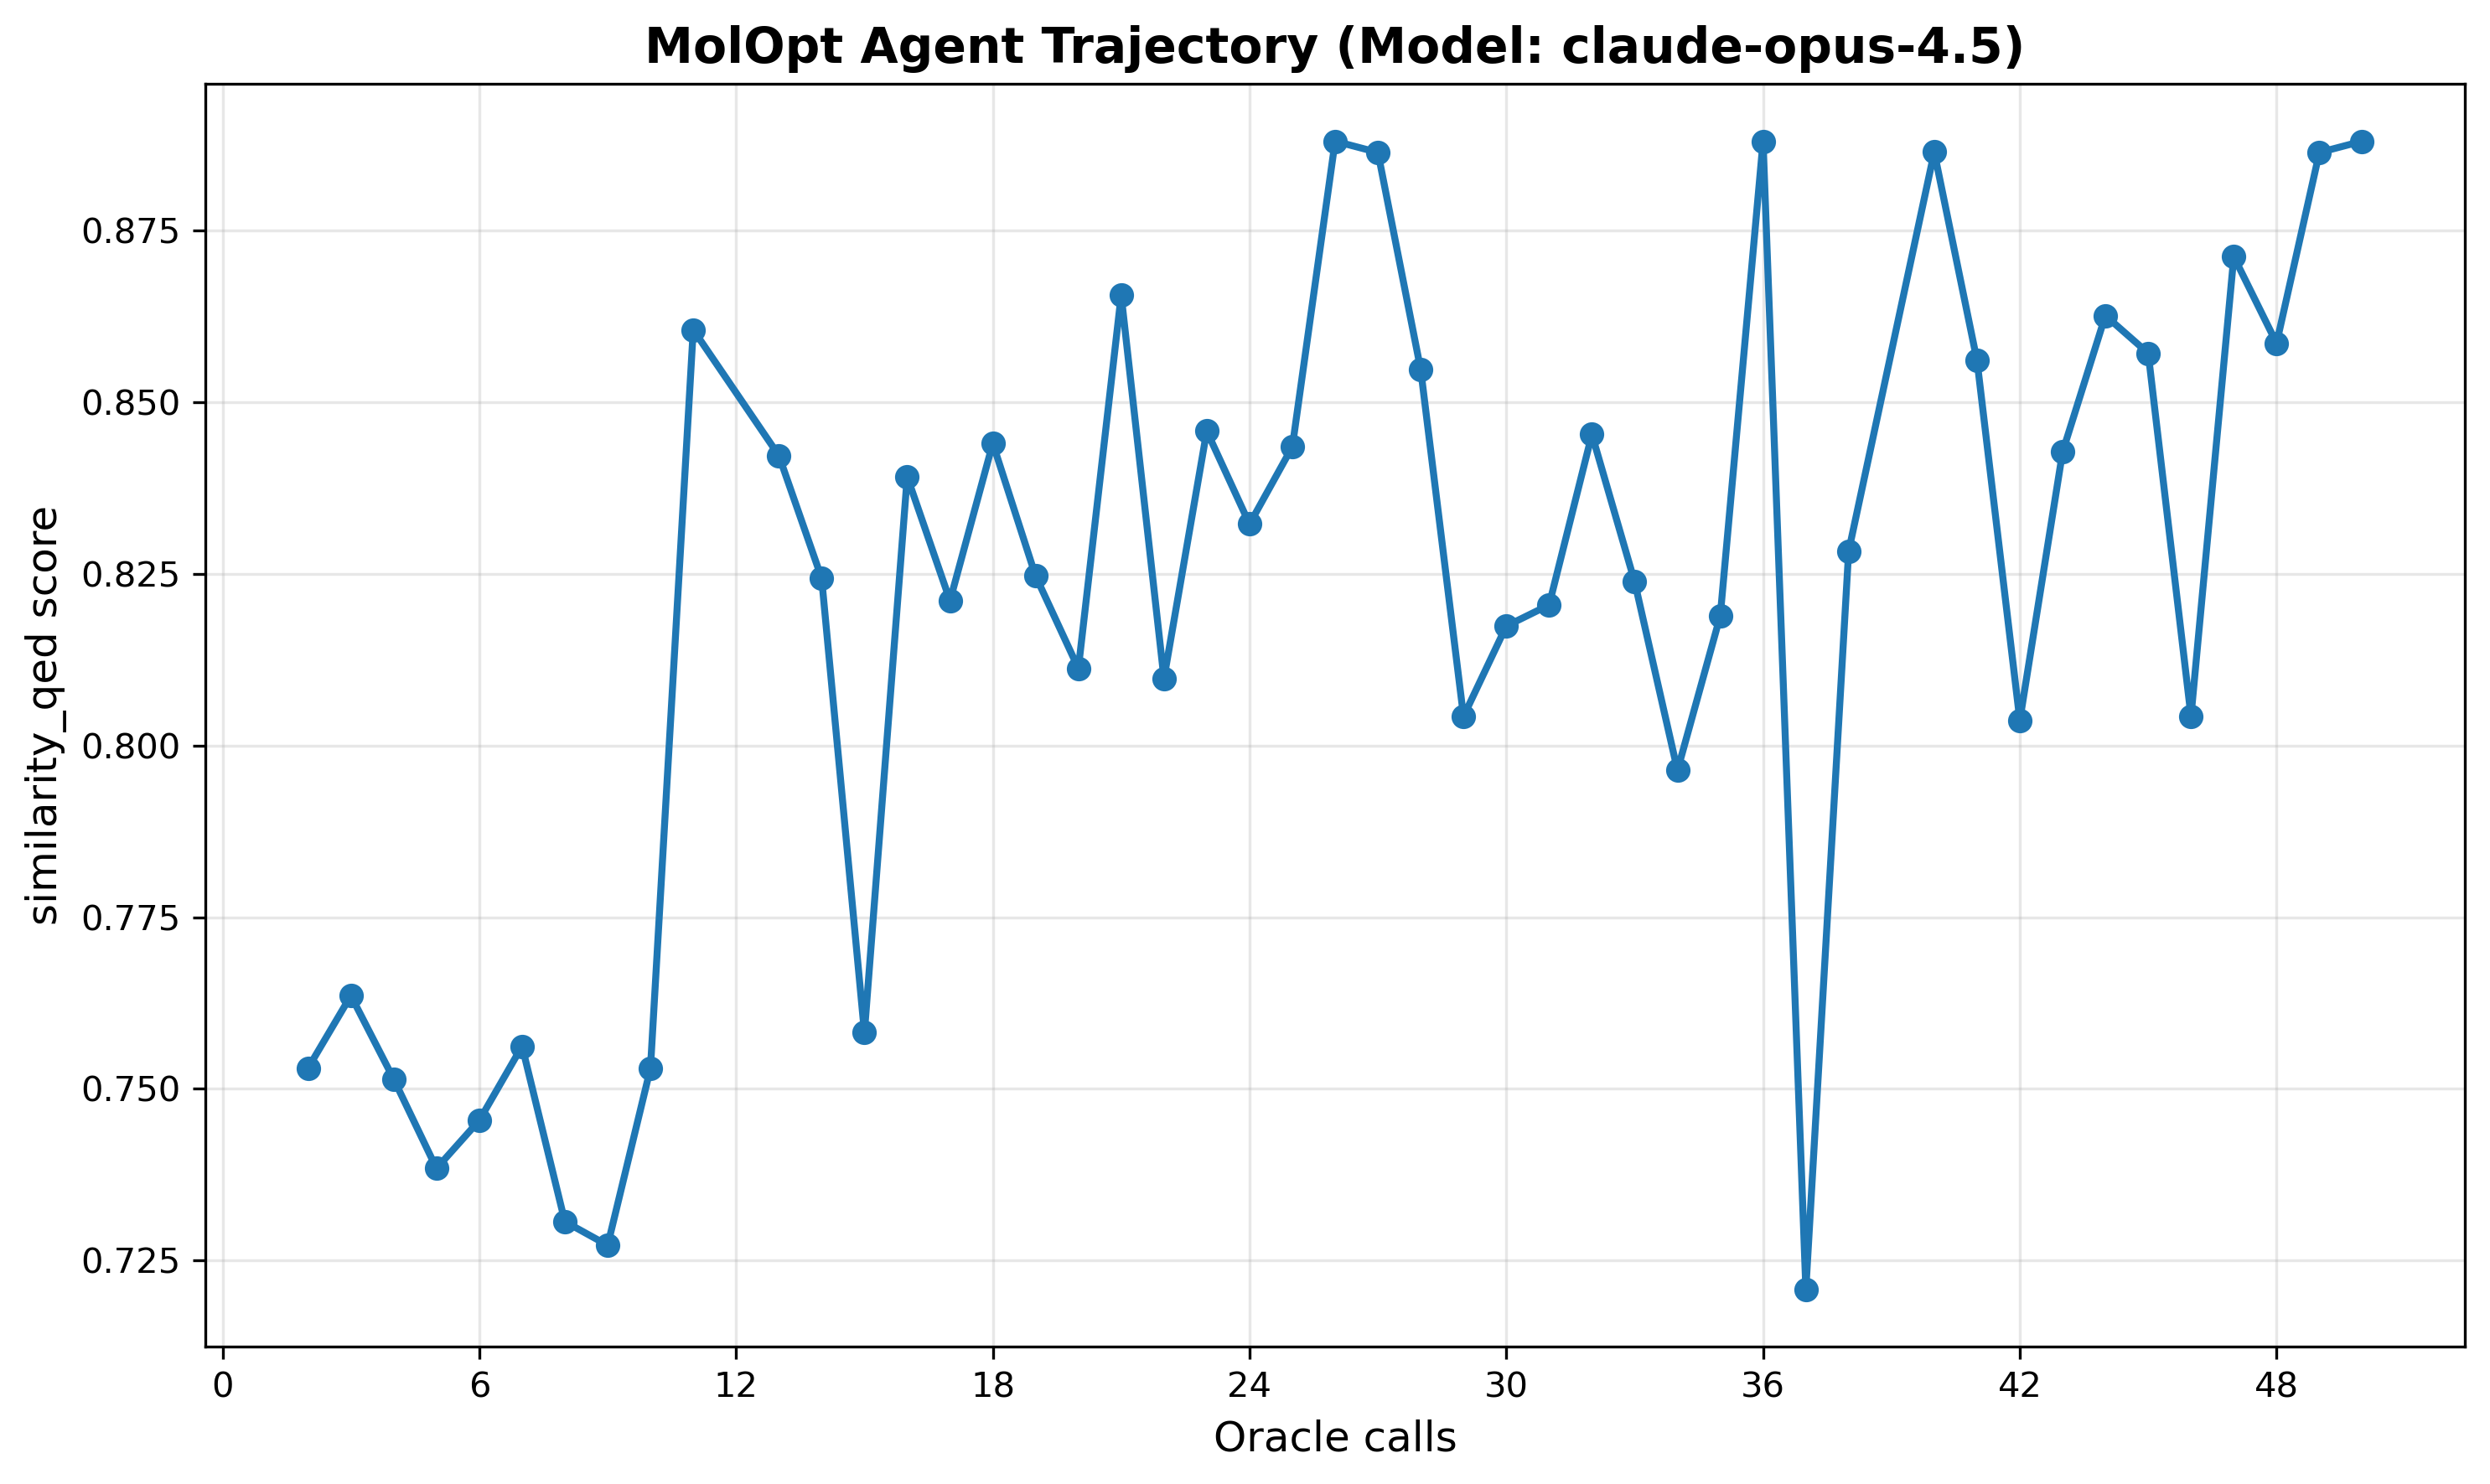 MolOpt Agent Trajectory (Model: claude-opus-4.5)
similarity_qed score
0.875
0.850
0.825
0.800
0.775
0.750
0.725
0 6 12 18 24 30 36 42 48
Oracle calls